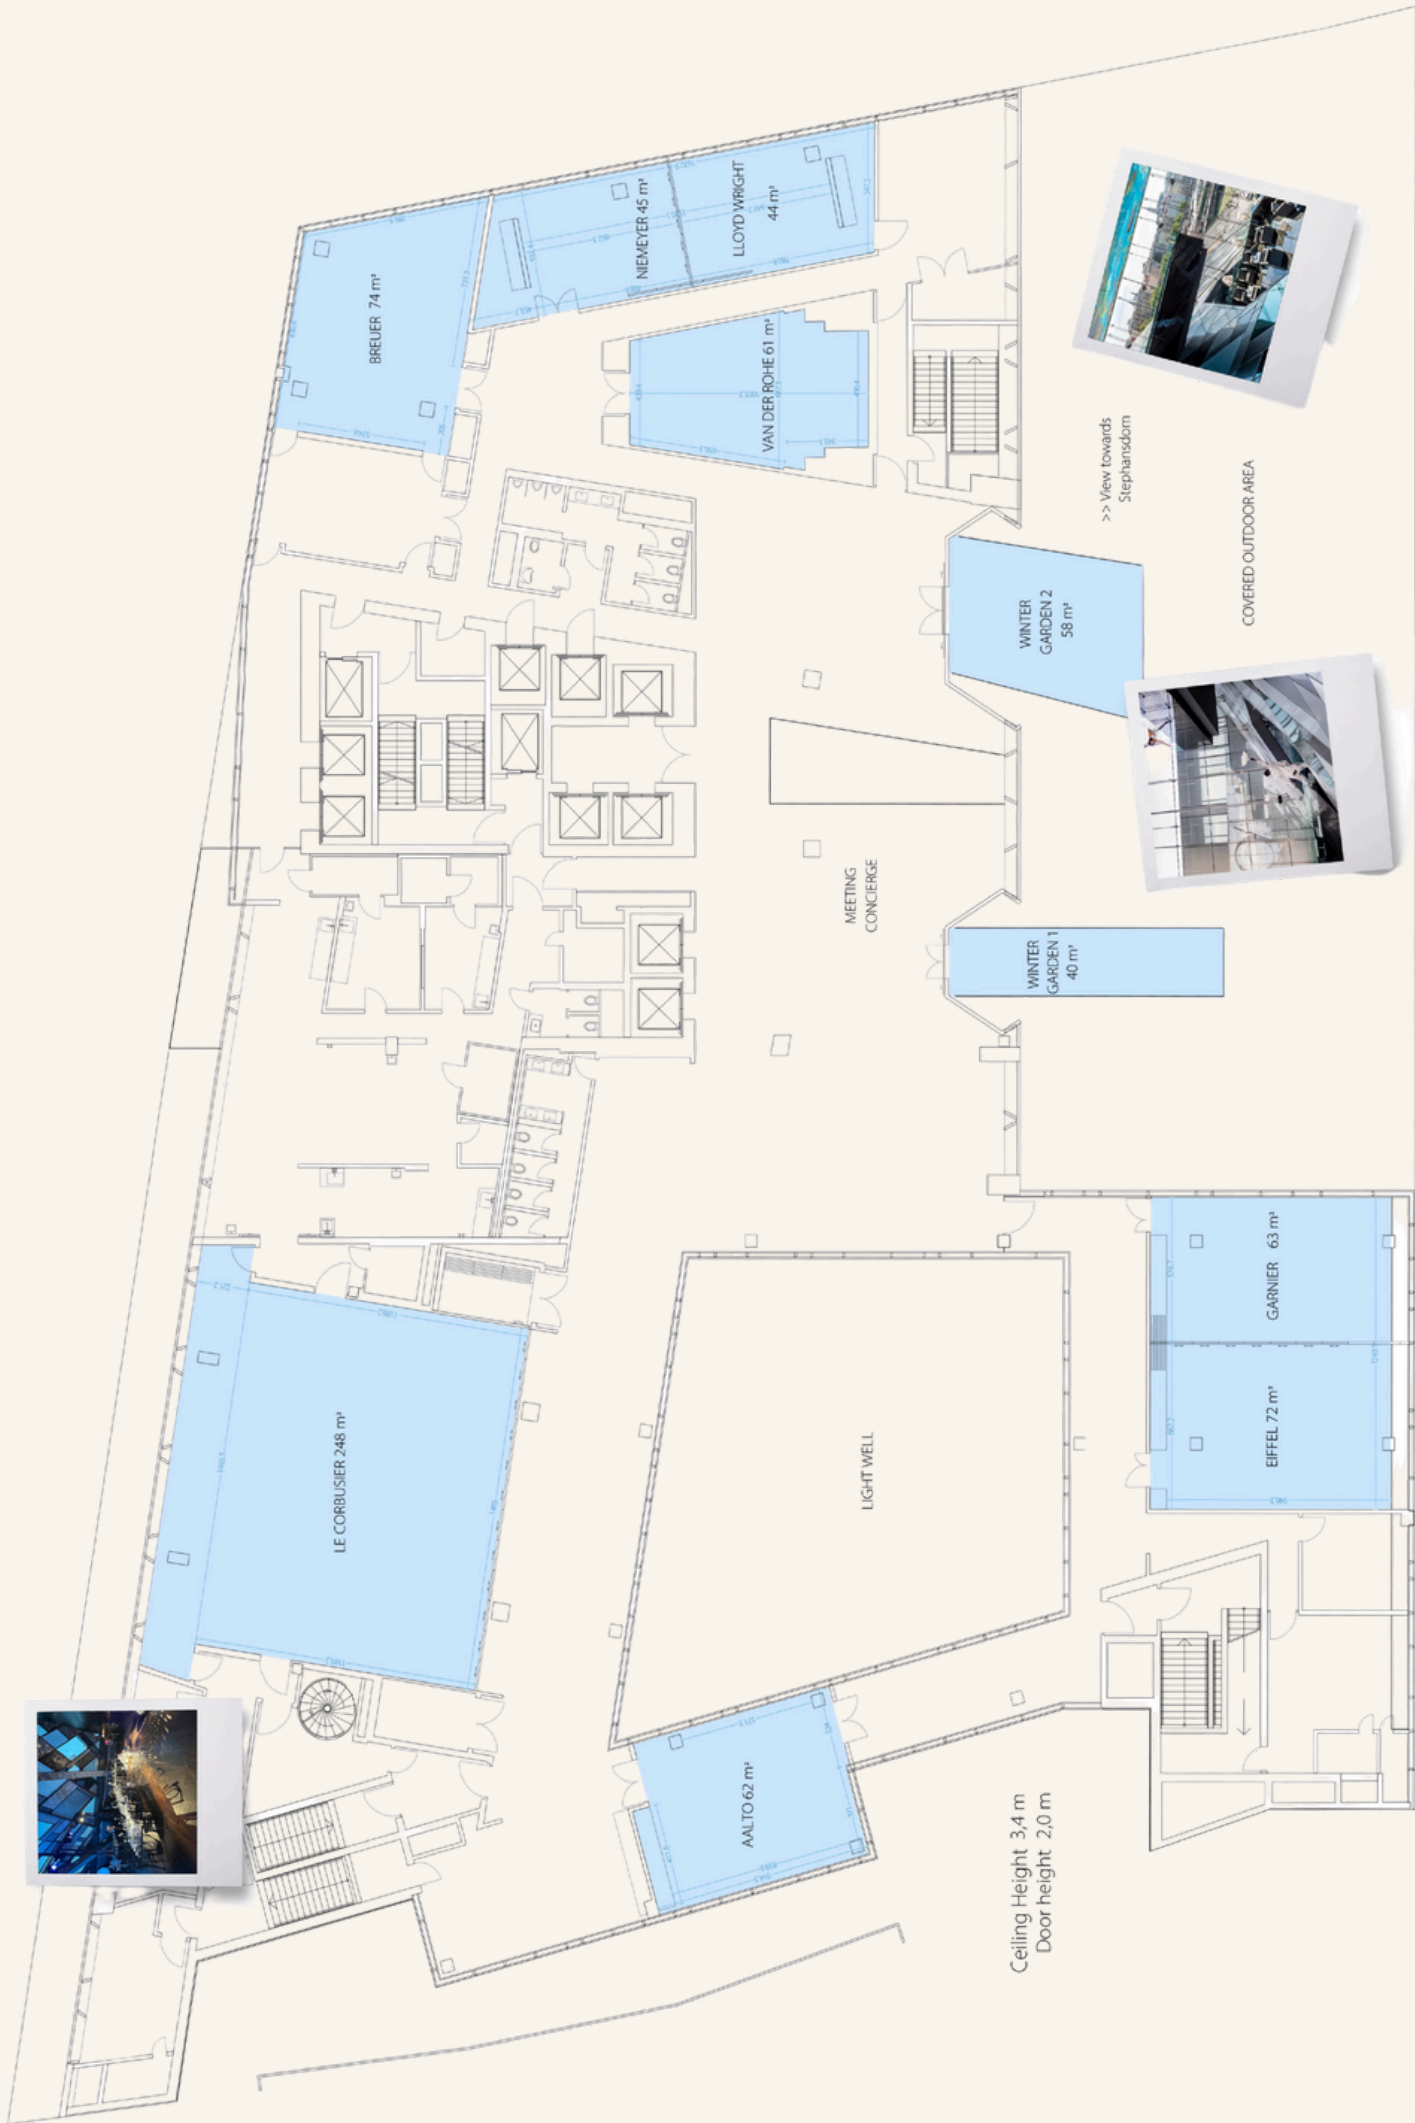 BREUER 74 m²
NIEMEYER 45 m²
LLOYD WRIGHT
44 m²
VAN DER ROHE 61 m²
>> View towards
Stephansdom
COVERED OUTDOOR AREA
WINTER
GARDEN 2
58 m²
MEETING
CONCIERGE
WINTER
GARDEN 1
40 m²
LE CORBUSIER 248 m²
LIGHT WELL
GARNIER 63 m²
EIFFEL 72 m²
AALTO 62 m²
Ceiling Height 3,4 m
Door height 2,0 m